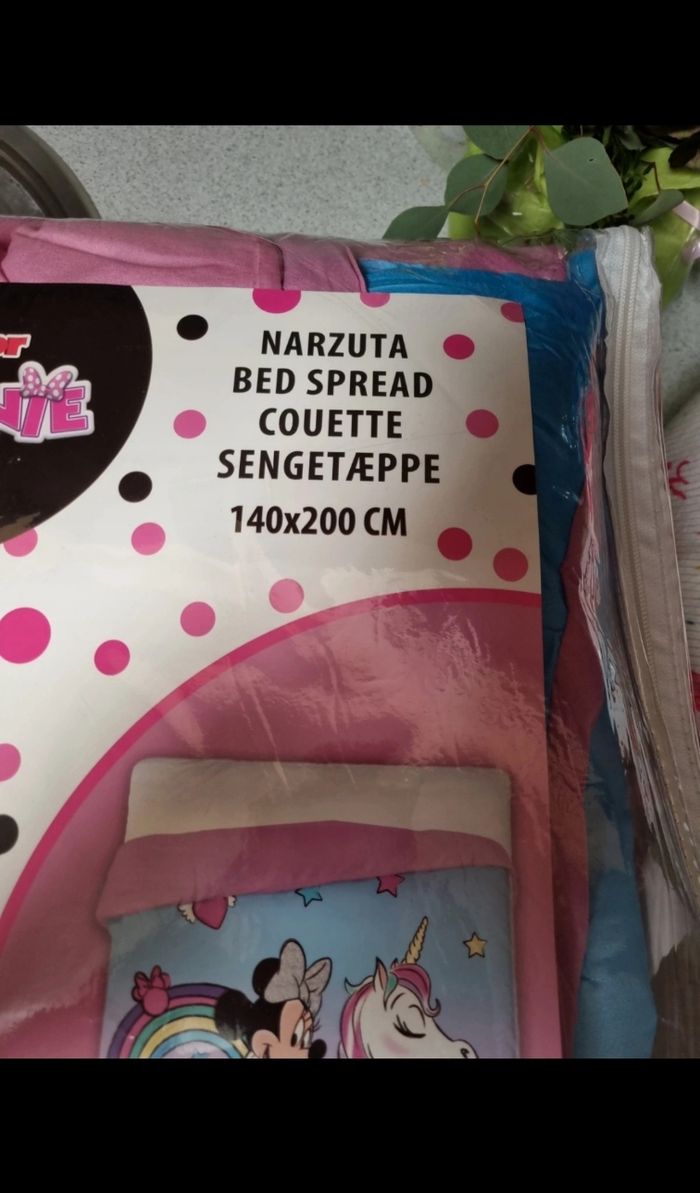 NARZUTA
BED SPREAD
COUETTE
SENGETÆPPE
140x200 CM